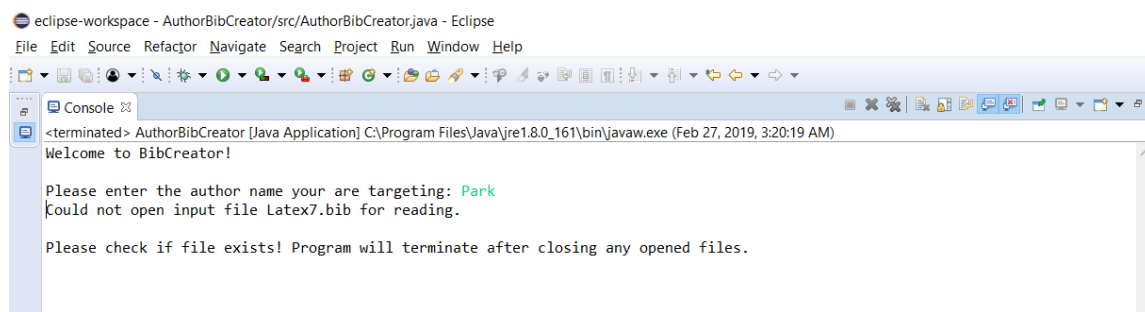 eclipse-workspace - AuthorBibCreator/src/AuthorBibCreator.java - Eclipse
File Edit Source Refactor Navigate Search Project Run Window Help
Console
<terminated> AuthorBibCreator [Java Application] C:\Program Files\Java\jre1.8.0_161\bin\javaw.exe (Feb 27, 2019, 3:20:19 AM)
Welcome to BibCreator!
Please enter the author name your are targeting: Park
Could not open input file Latex7.bib for reading.
Please check if file exists! Program will terminate after closing any opened files.